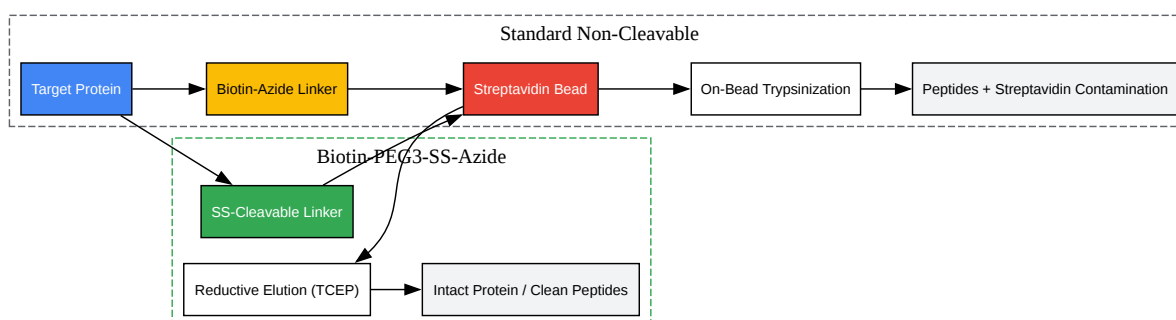 Standard Non-Cleavable
Target Protein
Biotin-Azide Linker
Streptavidin Bead
On-Bead Trypsinization
Peptides + Streptavidin Contamination
Biotin-PEG3-SS-Azide
SS-Cleavable Linker
Reductive Elution (TCEP)
Intact Protein / Clean Peptides